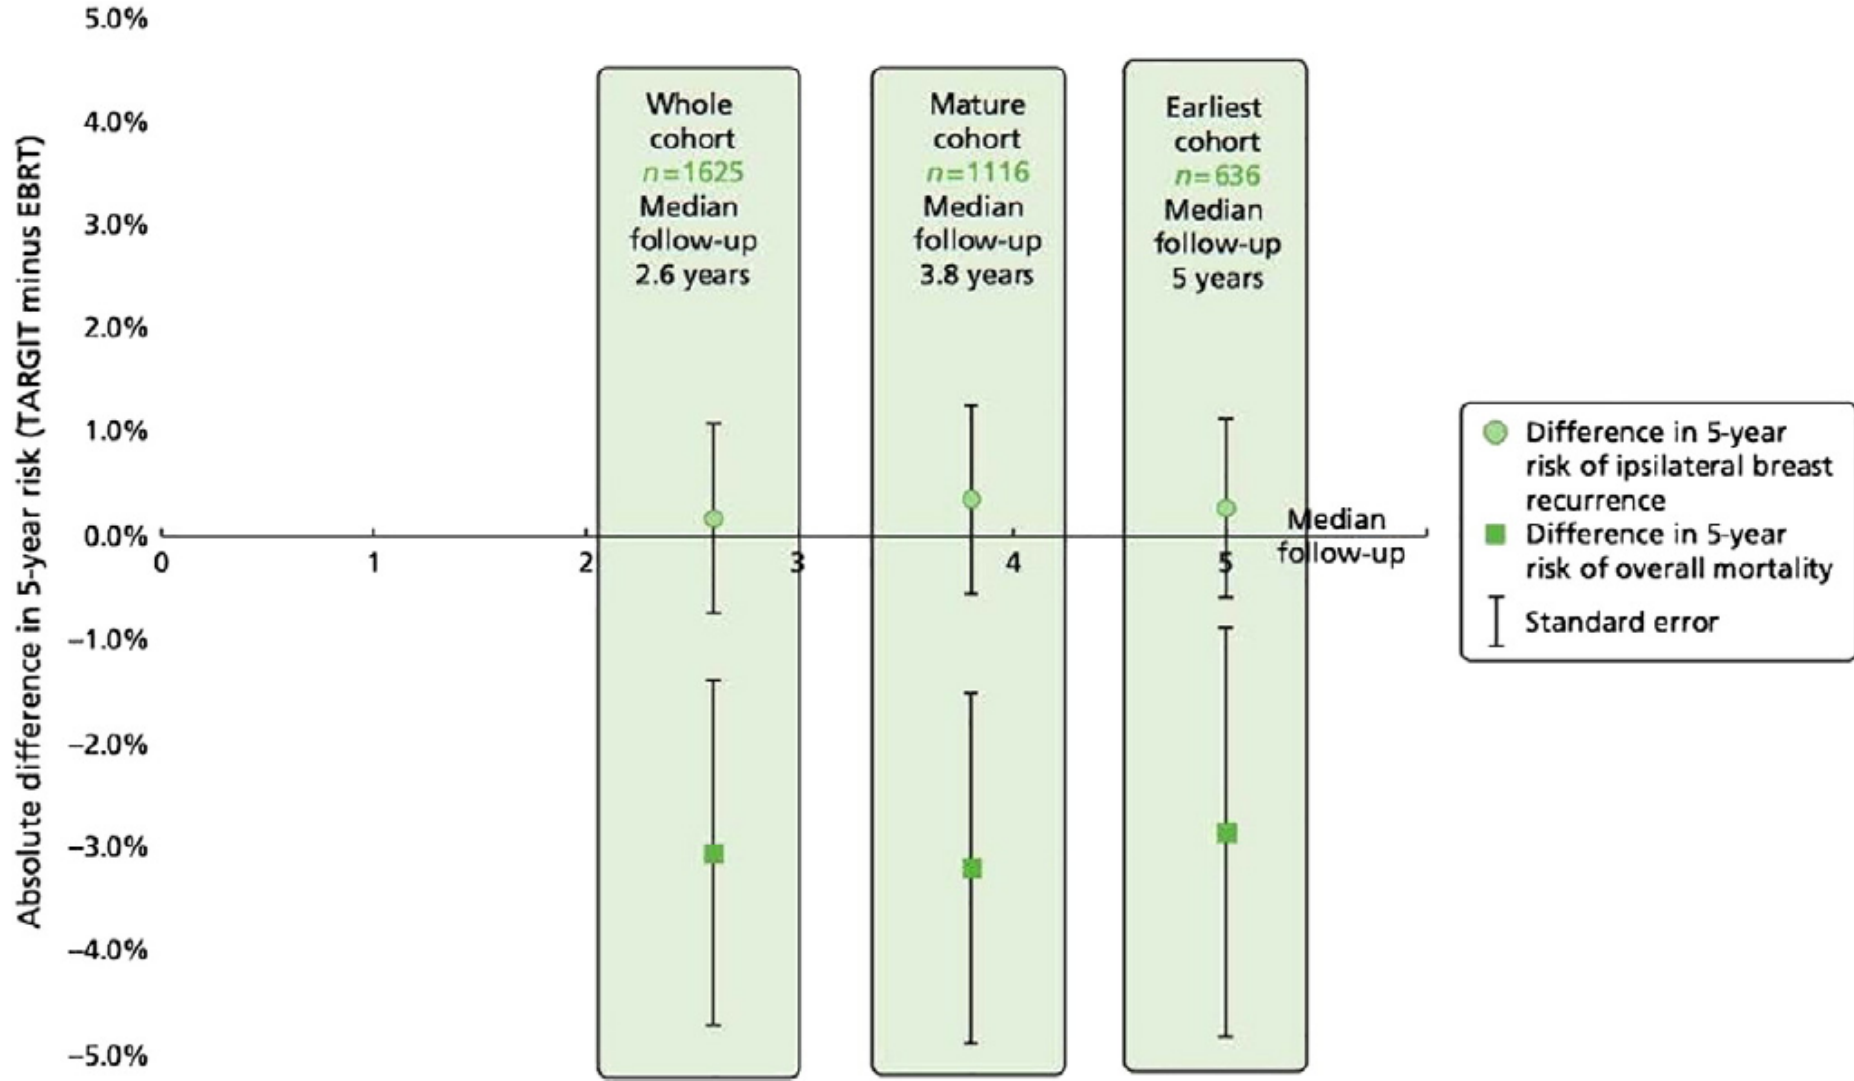 Absolute difference in 5-year risk (TARGIT minus EBRT)
5.0%
4.0%
3.0%
2.0%
1.0%
0.0%
–1.0%
–2.0%
–3.0%
–4.0%
–5.0%
Whole
cohort
n=1625
Median
follow-up
2.6 years
Mature
cohort
n=1116
Median
follow-up
3.8 years
Earliest
cohort
n=636
Median
follow-up
5 years
0
1
2
3
4
5
Median
follow-up
Difference in 5-year
risk of ipsilateral breast
recurrence
Difference in 5-year
risk of overall mortality
Standard error